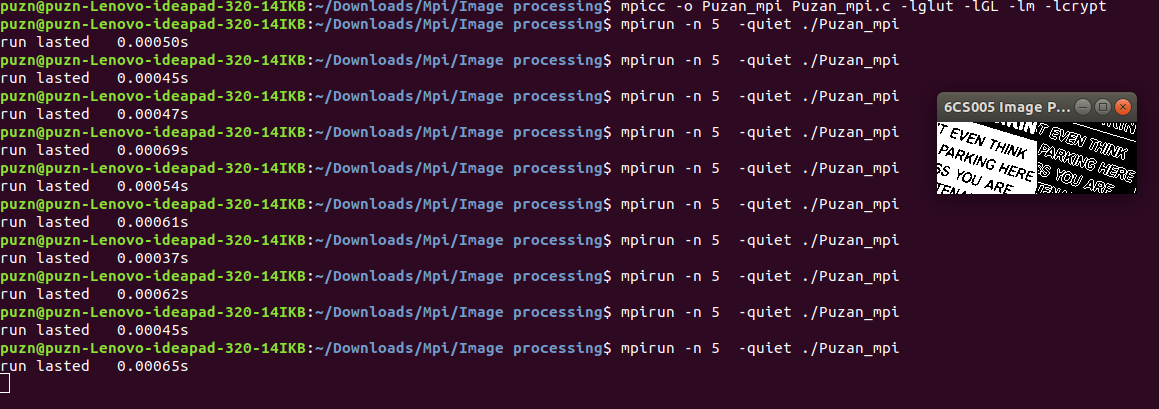 puzn@puzn-Lenovo-ideapad-320-14IKB:~/Downloads/Mpi/Image processing$ mpicc -o Puzan_mpi Puzan_mpi.c -lglut -lGL -lm -lcrypt
puzn@puzn-Lenovo-ideapad-320-14IKB:~/Downloads/Mpi/Image processing$ mpirun -n 5  -quiet ./Puzan_mpi
run lasted   0.00050s
puzn@puzn-Lenovo-ideapad-320-14IKB:~/Downloads/Mpi/Image processing$ mpirun -n 5  -quiet ./Puzan_mpi
run lasted   0.00045s
puzn@puzn-Lenovo-ideapad-320-14IKB:~/Downloads/Mpi/Image processing$ mpirun -n 5  -quiet ./Puzan_mpi
run lasted   0.00047s
puzn@puzn-Lenovo-ideapad-320-14IKB:~/Downloads/Mpi/Image processing$ mpirun -n 5  -quiet ./Puzan_mpi
run lasted   0.00069s
puzn@puzn-Lenovo-ideapad-320-14IKB:~/Downloads/Mpi/Image processing$ mpirun -n 5  -quiet ./Puzan_mpi
run lasted   0.00054s
puzn@puzn-Lenovo-ideapad-320-14IKB:~/Downloads/Mpi/Image processing$ mpirun -n 5  -quiet ./Puzan_mpi
run lasted   0.00061s
puzn@puzn-Lenovo-ideapad-320-14IKB:~/Downloads/Mpi/Image processing$ mpirun -n 5  -quiet ./Puzan_mpi
run lasted   0.00037s
puzn@puzn-Lenovo-ideapad-320-14IKB:~/Downloads/Mpi/Image processing$ mpirun -n 5  -quiet ./Puzan_mpi
run lasted   0.00062s
puzn@puzn-Lenovo-ideapad-320-14IKB:~/Downloads/Mpi/Image processing$ mpirun -n 5  -quiet ./Puzan_mpi
run lasted   0.00045s
puzn@puzn-Lenovo-ideapad-320-14IKB:~/Downloads/Mpi/Image processing$ mpirun -n 5  -quiet ./Puzan_mpi
run lasted   0.00065s
6CS005 Image P...
'T EVEN THINK
PARKING HERE
SS YOU ARE
'T EVEN THINK
PARKING HERE
SS YOU ARE